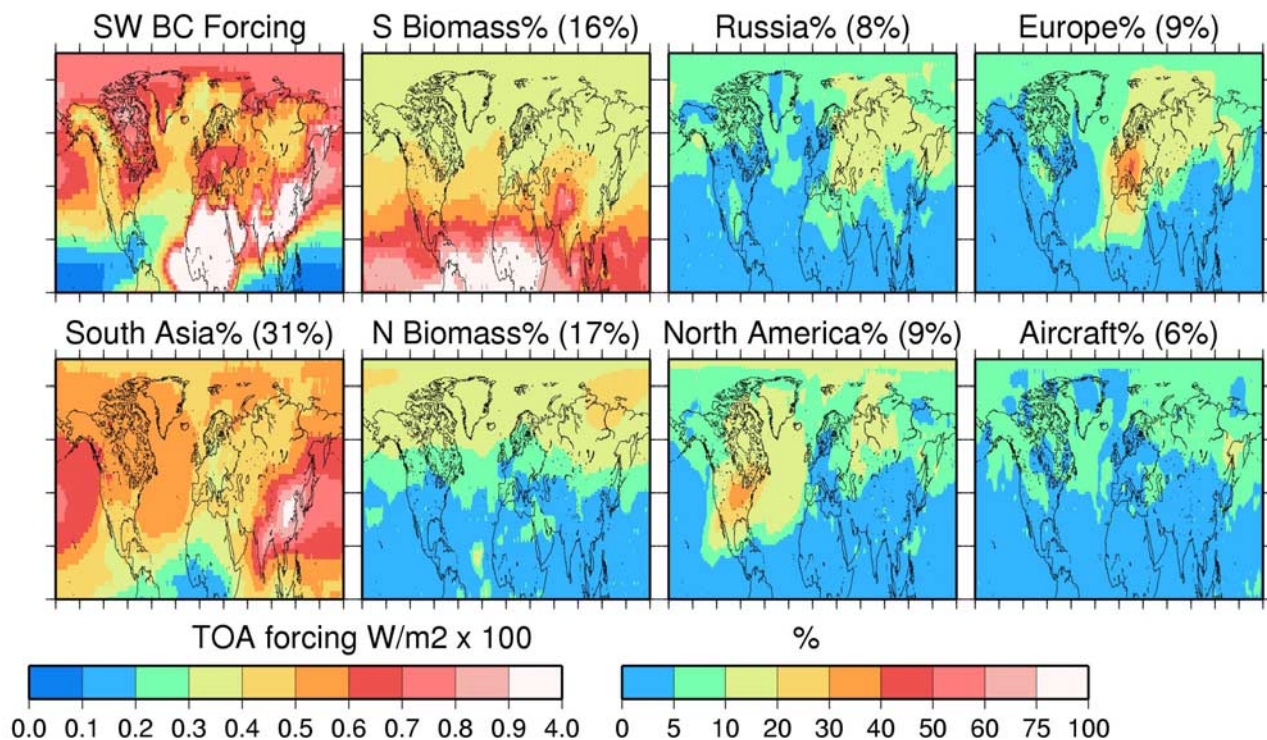 SW BC Forcing
S Biomass% (16%)
Russia% (8%)
Europe% (9%)
South Asia% (31%)
N Biomass% (17%)
North America% (9%)
Aircraft% (6%)
TOA forcing W/m2 x 100
%
0.0 0.1 0.2 0.3 0.4 0.5 0.6 0.7 0.8 0.9 4.0
0 5 10 20 30 40 50 60 75 100